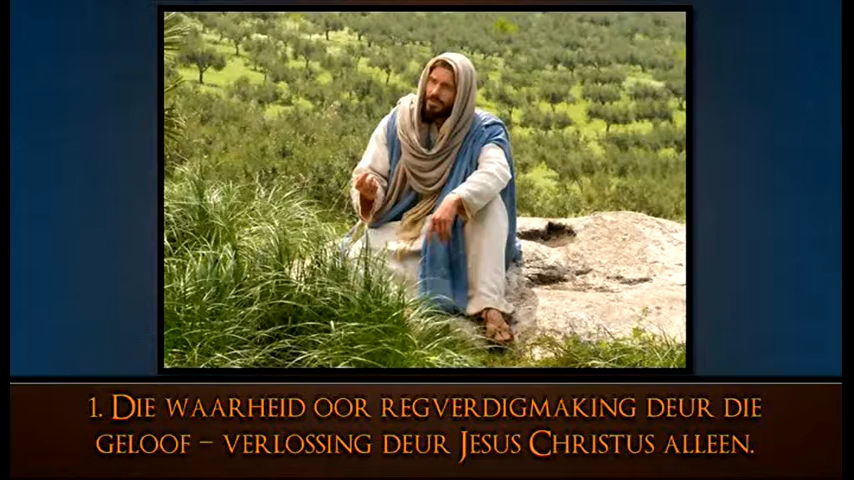 1. Die waarheid oor regverdigmaking deur die
geloof – verlossing deur Jesus Christus alleen.